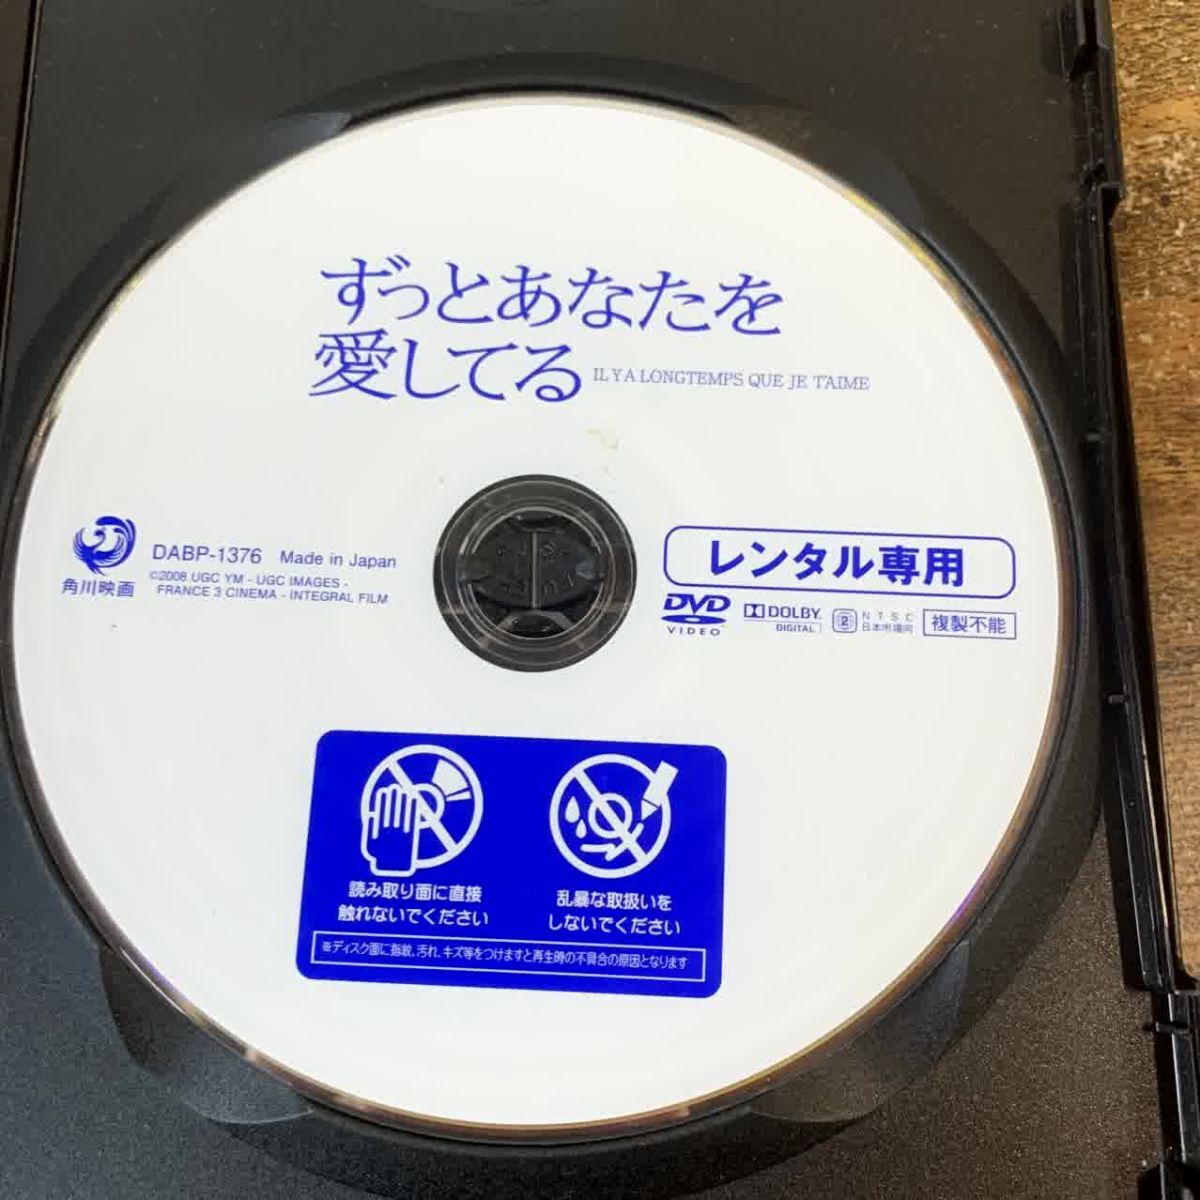 ずっとあなたを
愛してる
IL Y A LONGTEMPS QUE JE T'AIME
角川映画
DABP-1376 Made in Japan
©2008 UGC YM - UGC IMAGES -
FRANCE 3 CINEMA - INTEGRAL FILM
レンタル専用
DVD
VIDEO
DOLBY
DIGITAL
2
NTSC
日本市場向
複製不能
読み取り面に直接
触れないでください
乱暴な取扱いを
しないでください
※ディスク面に指紋、汚れ、キズ等をつけますと再生時の不具合の原因となります